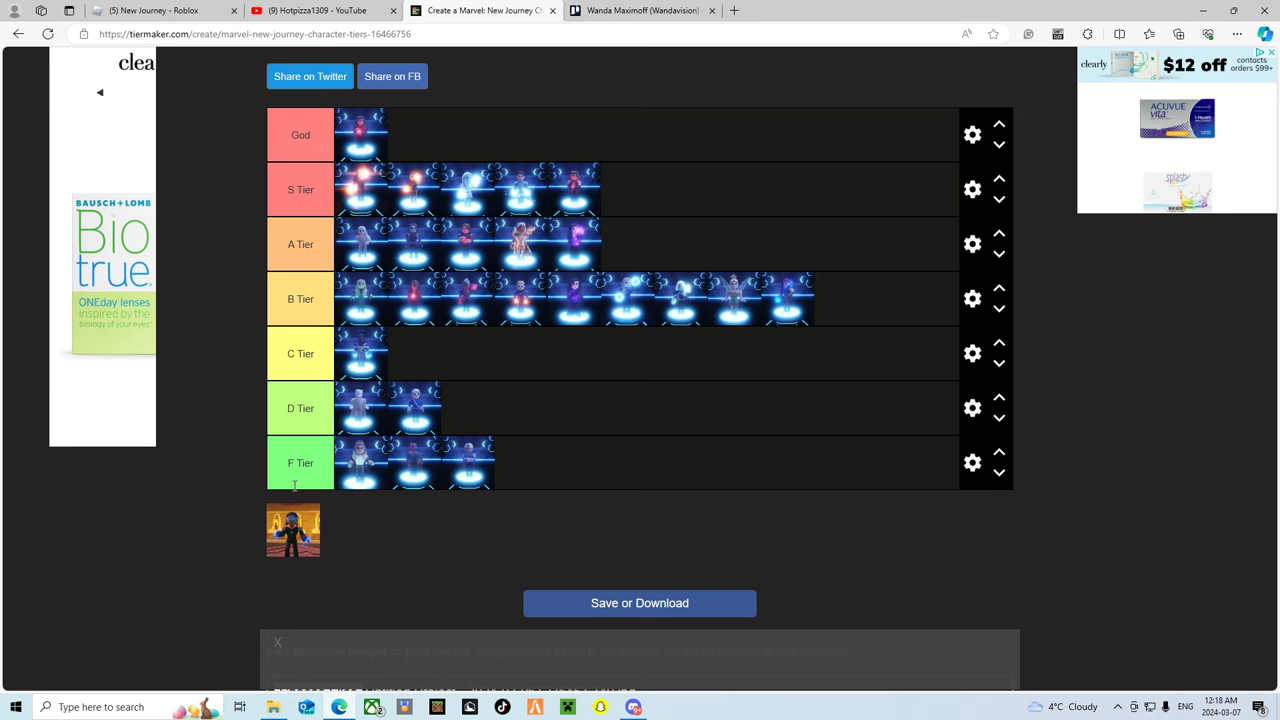 (5) New Journey - Roblox
(9) Hotpizza1309 - YouTube
Create a Marvel: New Journey Ch
Wanda Maximoff (Wandavision)
https://tiermaker.com/create/marvel-new-journey-character-tiers-16466756
SHIFT
CLICK
clea
clearly
$12 off
contacts
orders $99+
ACUVUE
vita
splash
BAUSCH+LOMB
Bio
true
ONEday lenses
inspired by the
biology of your eyes
Share on Twitter
Share on FB
God
S Tier
A Tier
B Tier
C Tier
D Tier
F Tier
Save or Download
X
Type here to search
4°C Cloudy
ENG
12:18 AM
2024-03-07